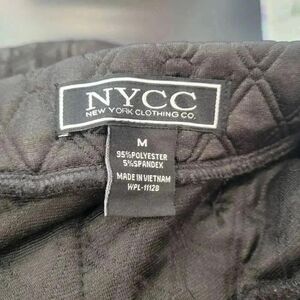 NYCC
NEW YORK CLOTHING CO.
M
95%POLYESTER
5%SPANDEX
MADE IN VIETNAM
WPL-11128